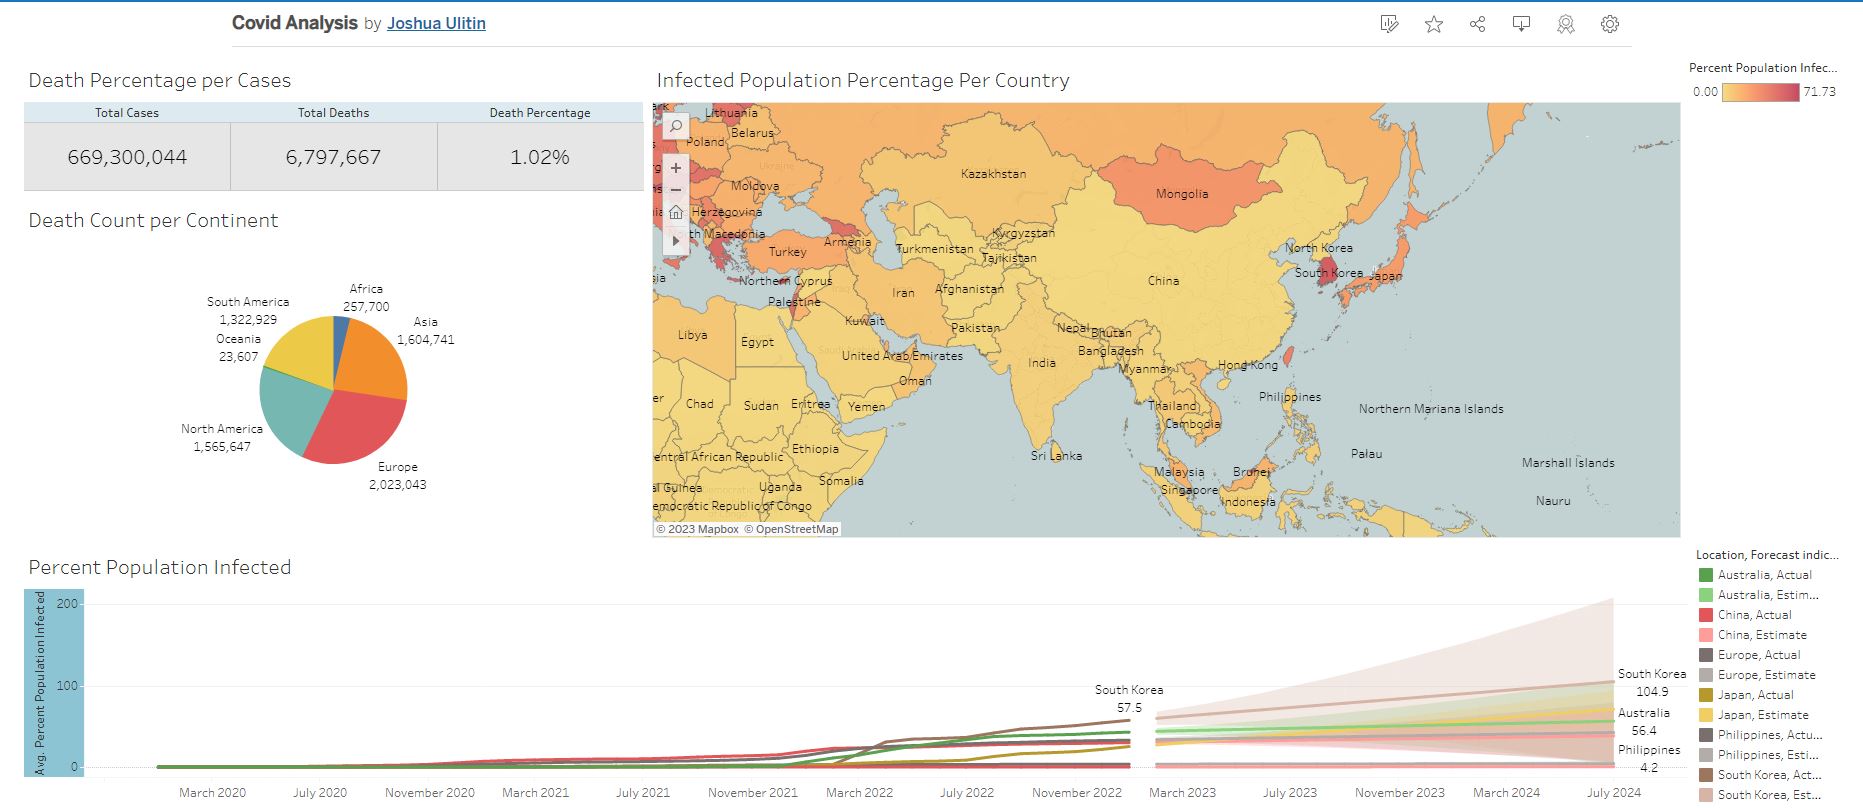 Covid Analysis by Joshua Ulitin
Death Percentage per Cases
Total Cases Total Deaths Death Percentage
669,300,044 6,797,667 1.02%
Death Count per Continent
Africa
257,700
South America
1,322,929
Asia
1,604,741
Oceania
23,607
North America
1,565,647
Europe
2,023,043
Infected Population Percentage Per Country
Percent Population Infec...
0.00 71.73
Lithuania
Belarus
Poland
Ukraine
Moldova
Kazakhstan
Mongolia
Herzegovina
th Macedonia
Armenia
Turkey
Turkmenistan
Kyrgyzstan
Tajikistan
North Korea
South Korea
Japan
Northern Cyprus
Palestine
Iraq
Iran
Afghanistan
China
Kuwait
Pakistan
Nepal
Bhutan
Libya
Egypt
Saudi Arabia
United Arab Emirates
Oman
India
Bangladesh
Myanmar
Hong Kong
Chad
Sudan
Eritrea
Yemen
Thailand
Cambodia
Philippines
Northern Mariana Islands
Ethiopia
entral African Republic
Sri Lanka
Palau
Marshall Islands
Malaysia
Brunei
Somalia
Uganda
al Guinea
Democratic
Singapore
Indonesia
Nauru
emocratic Republic of Congo
© 2023 Mapbox © OpenStreetMap
Percent Population Infected
Avg. Percent Population Infected
200
100
0
South Korea
57.5
South Korea
104.9
Australia
56.4
Philippines
4.2
March 2020 July 2020 November 2020 March 2021 July 2021 November 2021 March 2022 July 2022 November 2022 March 2023 July 2023 November 2023 March 2024 July 2024
Location, Forecast indic...
Australia, Actual
Australia, Estim...
China, Actual
China, Estimate
Europe, Actual
Europe, Estimate
Japan, Actual
Japan, Estimate
Philippines, Actu...
Philippines, Esti...
South Korea, Act...
South Korea, Est...